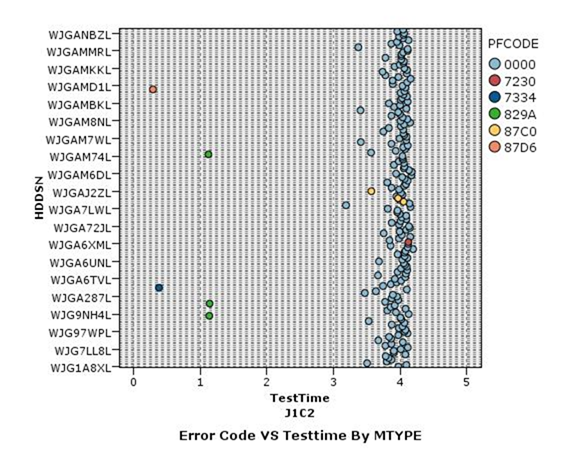 WJGANBZL
WJGAMMRL
WJGAMKKL
WJGAMD1L
WJGAMBKL
WJGAM8NL
WJGAM7WL
WJGAM74L
WJGAM6DL
WJGAJ2ZL
WJGA7LWL
WJGA72JL
WJGA6XML
WJGA6UNL
WJGA6TVL
WJGA287L
WJG9NH4L
WJG97WPL
WJG7LL8L
WJG1A8XL
HDDSN
0 1 2 3 4 5
TestTime
J1C2
Error Code VS Testtime By MTYPE
PFCODE
0000
7230
7334
829A
87C0
87D6